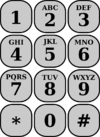 1 ABC 2 DEF 3
GHI 4 JKL 5 MNO 6
PQRS 7 TUV 8 WXYZ 9
* 0 #